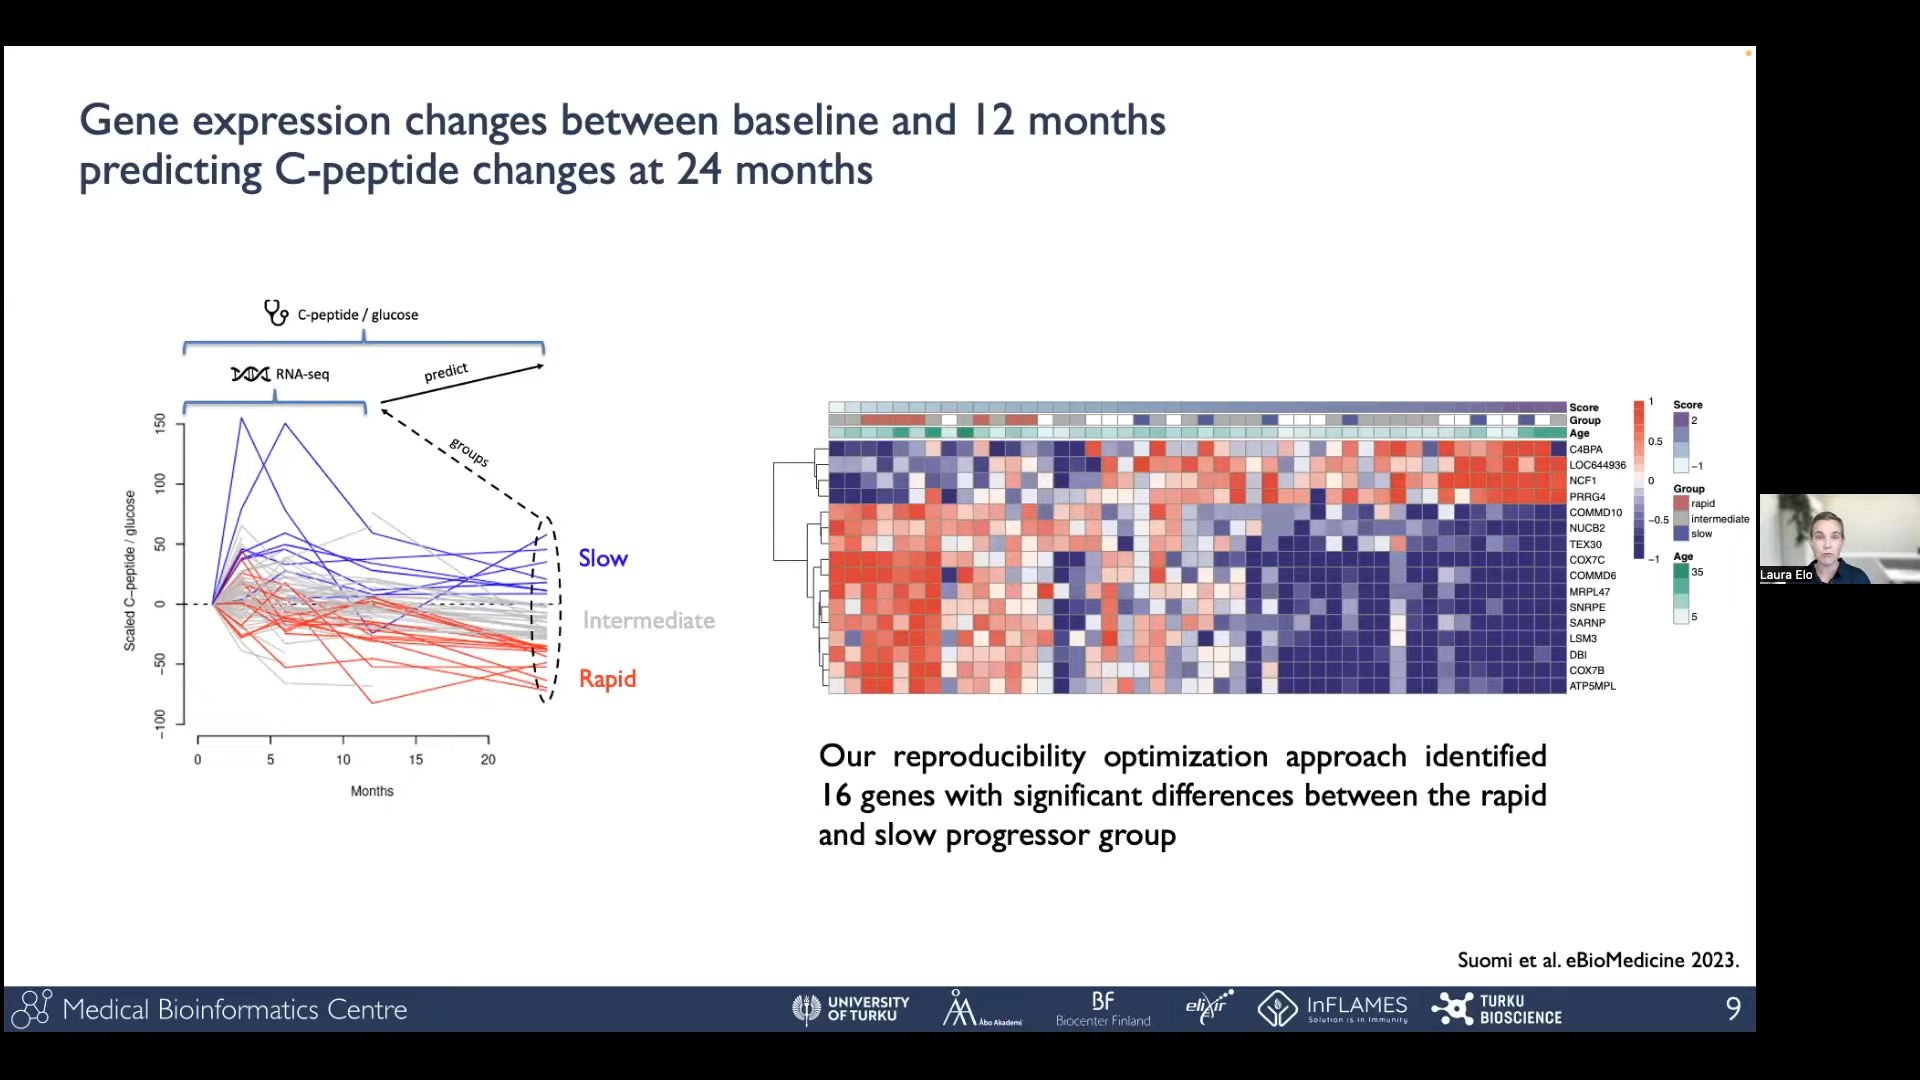 Gene expression changes between baseline and 12 months
predicting C-peptide changes at 24 months
C-peptide / glucose
RNA-seq
predict
groups
Scaled C-peptide / glucose
150
100
50
0
-50
-100
0 5 10 15 20
Months
Slow
Intermediate
Rapid
Score
Group
Age
C4BPA
LOC644936
NCF1
PRRG4
COMMD10
NUCB2
TEX30
COX7C
COMMD6
MRPL47
SNRPE
SARNP
LSM3
DBI
COX7B
ATP5MPL
1
0.5
0
-0.5
-1
Score
2
-1
Group
rapid
intermediate
slow
Age
35
5
Our reproducibility optimization approach identified
16 genes with significant differences between the rapid
and slow progressor group
Suomi et al. eBioMedicine 2023.
Laura Elo
Medical Bioinformatics Centre
UNIVERSITY
OF TURKU
Åbo Akademi
BF
Biocenter Finland
elixir
InFLAMES
Solution is in Immunity
TURKU
BIOSCIENCE
9